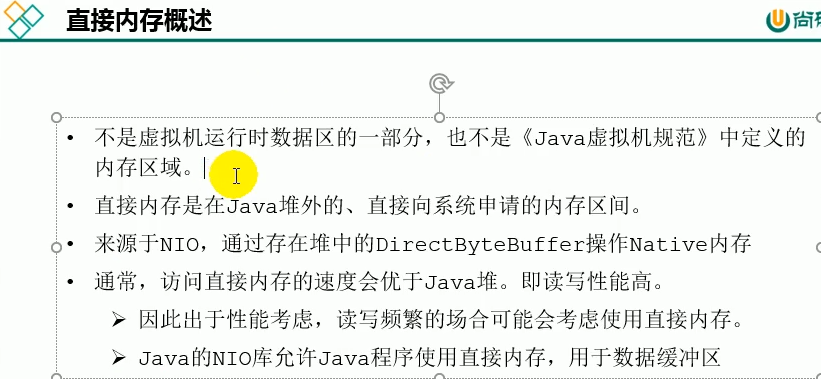 直接内存概述
尚
不是虚拟机运行时数据区的一部分，也不是《Java虚拟机规范》中定义的
内存区域。
直接内存是在Java堆外的、直接向系统申请的内存区间。
来源于NIO，通过存在堆中的DirectByteBuffer操作Native内存
通常，访问直接内存的速度会优于Java堆。即读写性能高。
因此出于性能考虑，读写频繁的场合可能会考虑使用直接内存。
Java的NIO库允许Java程序使用直接内存，用于数据缓冲区